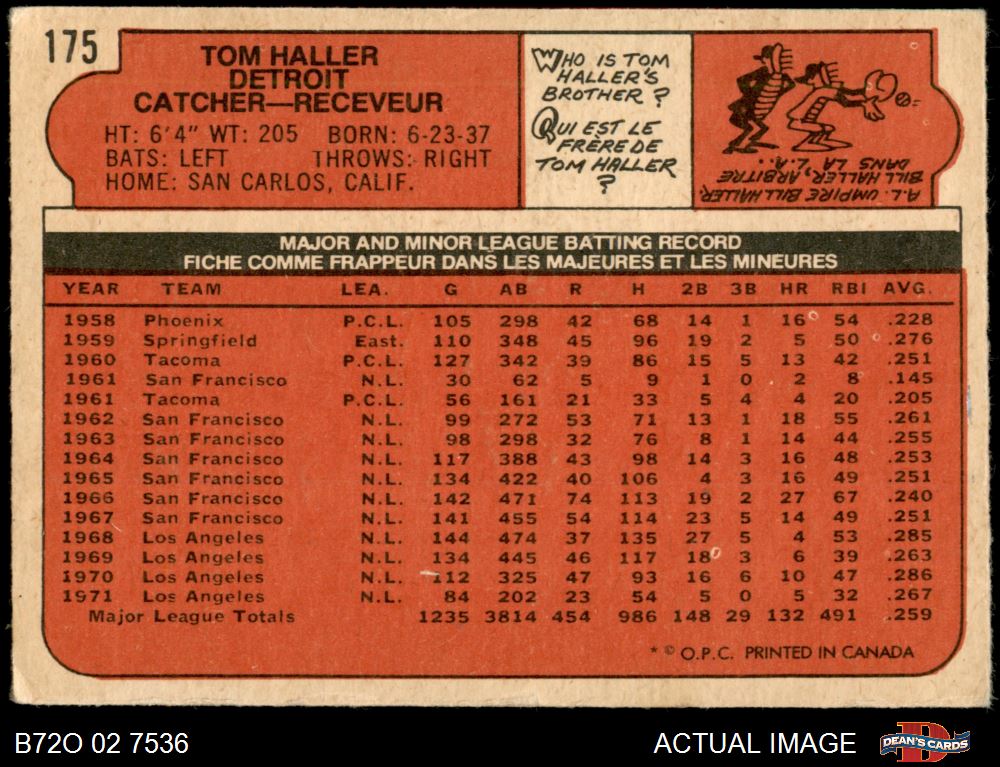 175
TOM HALLER
DETROIT
CATCHER—RECEVEUR
HT: 6'4" WT: 205 BORN: 6-23-37
BATS: LEFT THROWS: RIGHT
HOME: SAN CARLOS, CALIF.
WHO IS TOM
HALLER'S
BROTHER?
QUI EST LE
FRÈRE DE
TOM HALLER
?
A.L. UMPIRE BILL HALLER.
BILL HALLER, ARBITRE
DANS LA L.A...
MAJOR AND MINOR LEAGUE BATTING RECORD
FICHE COMME FRAPPEUR DANS LES MAJEURES ET LES MINEURES
YEAR TEAM LEA. G AB R H 2B 3B HR RBI AVG.
1958 Phoenix P.C.L. 105 298 42 68 14 1 16 54 .228
1959 Springfield East. 110 348 45 96 19 2 5 50 .276
1960 Tacoma P.C.L. 127 342 39 86 15 5 13 42 .251
1961 San Francisco N.L. 30 62 5 9 1 0 2 8 .145
1961 Tacoma P.C.L. 56 161 21 33 5 4 4 20 .205
1962 San Francisco N.L. 99 272 53 71 13 1 18 55 .261
1963 San Francisco N.L. 98 298 32 76 8 1 14 44 .255
1964 San Francisco N.L. 117 388 43 98 14 3 16 48 .253
1965 San Francisco N.L. 134 422 40 106 4 3 16 49 .251
1966 San Francisco N.L. 142 471 74 113 19 2 27 67 .240
1967 San Francisco N.L. 141 455 54 114 23 5 14 49 .251
1968 Los Angeles N.L. 144 474 37 135 27 5 4 53 .285
1969 Los Angeles N.L. 134 445 46 117 18 3 6 39 .263
1970 Los Angeles N.L. 112 325 47 93 16 6 10 47 .286
1971 Los Angeles N.L. 84 202 23 54 5 0 5 32 .267
Major League Totals 1235 3814 454 986 148 29 132 491 .259
* © O.P.C. PRINTED IN CANADA
B72O 02 7536
ACTUAL IMAGE
D
DEAN'S CARDS